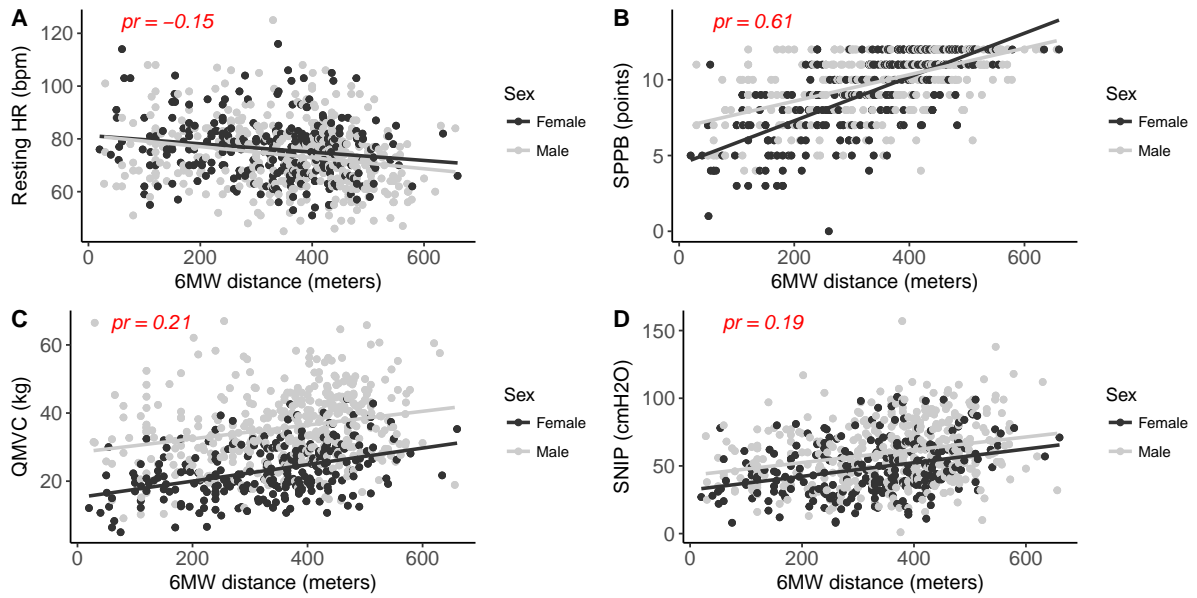 A
pr = −0.15
Resting HR (bpm)
120
100
80
60
0
200
400
600
6MW distance (meters)
Sex
Female
Male
B
pr = 0.61
SPPB (points)
10
5
0
0
200
400
600
6MW distance (meters)
Sex
Female
Male
C
pr = 0.21
QMVC (kg)
60
40
20
0
200
400
600
6MW distance (meters)
Sex
Female
Male
D
pr = 0.19
SNIP (cmH2O)
150
100
50
0
0
200
400
600
6MW distance (meters)
Sex
Female
Male